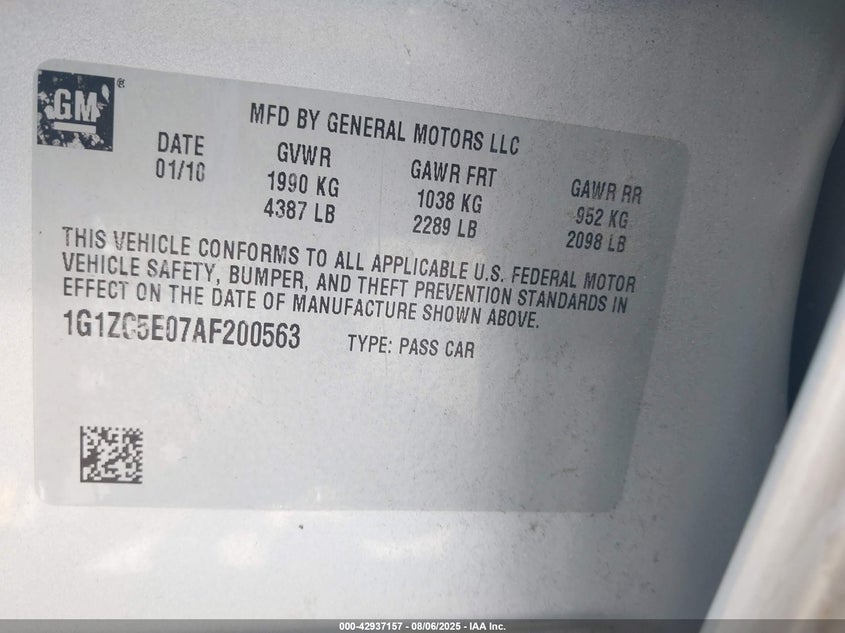 GM®
MFD BY GENERAL MOTORS LLC
DATE GVWR GAWR FRT GAWR RR
01/10 1990 KG 1038 KG 952 KG
4387 LB 2289 LB 2098 LB
THIS VEHICLE CONFORMS TO ALL APPLICABLE U.S. FEDERAL MOTOR
VEHICLE SAFETY, BUMPER, AND THEFT PREVENTION STANDARDS IN
EFFECT ON THE DATE OF MANUFACTURE SHOWN ABOVE.
1G1ZC5E07AF200563 TYPE: PASS CAR
000-42937157 - 08/06/2025 - IAA Inc.